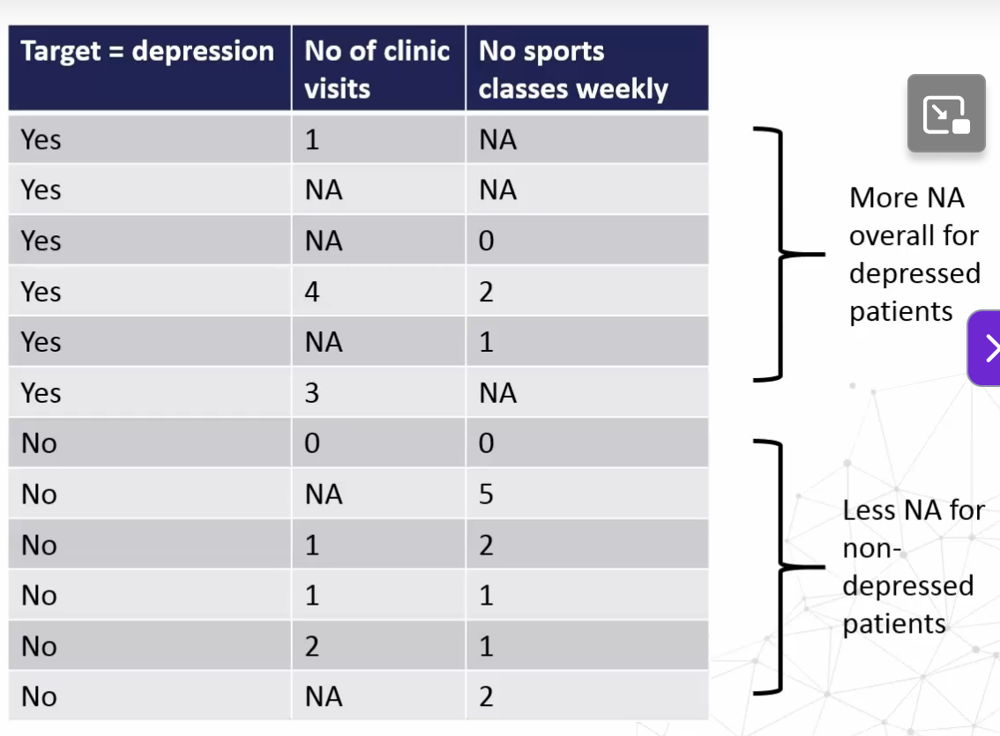 Target = depression No of clinic visits No sports classes weekly
Yes 1 NA
Yes NA NA
Yes NA 0
Yes 4 2
Yes NA 1
Yes 3 NA
No 0 0
No NA 5
No 1 2
No 1 1
No 2 1
No NA 2
More NA
overall for
depressed
patients
Less NA for
non-
depressed
patients